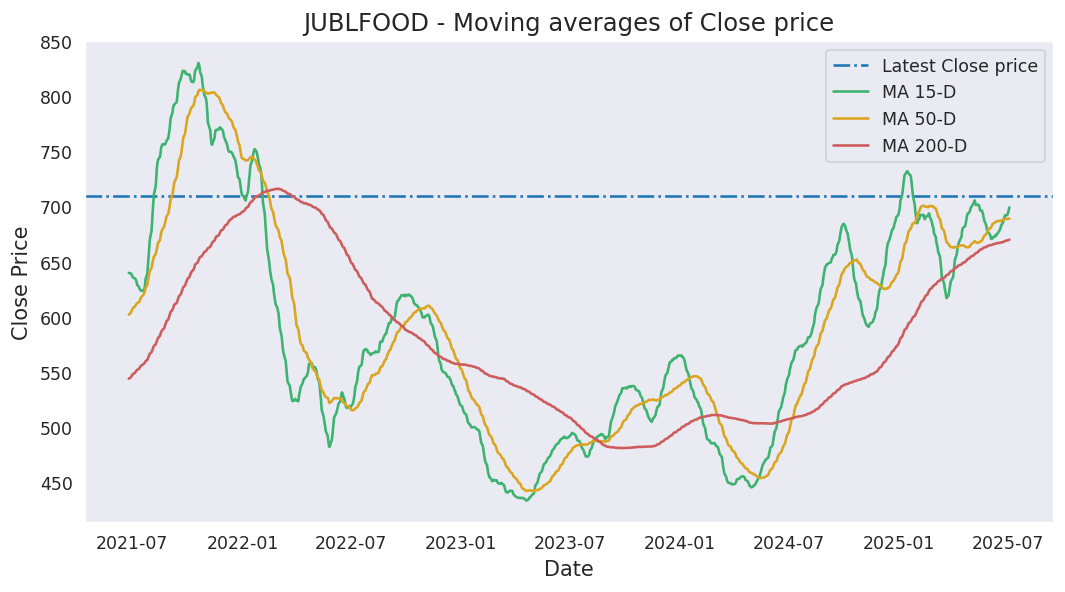 JUBLFOOD - Moving averages of Close price
850
800
750
700
650
600
550
500
450
Close Price
Latest Close price
MA 15-D
MA 50-D
MA 200-D
2021-07 2022-01 2022-07 2023-01 2023-07 2024-01 2024-07 2025-01 2025-07
Date